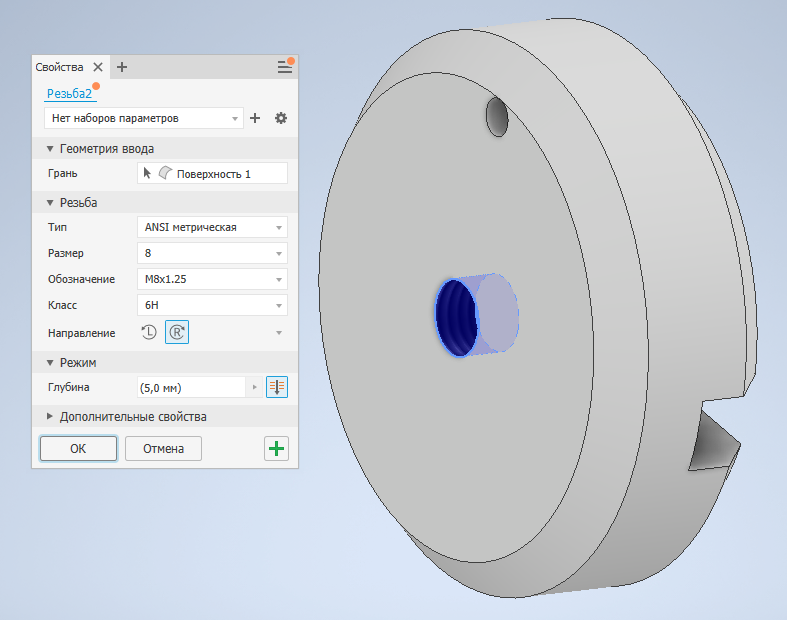 Свойства
Резьба2
Нет наборов параметров
Геометрия ввода
Грань Поверхность 1
Резьба
Тип ANSI метрическая
Размер 8
Обозначение M8x1.25
Класс 6H
Направление L R
Режим
Глубина (5,0 мм)
Дополнительные свойства
ОК Отмена